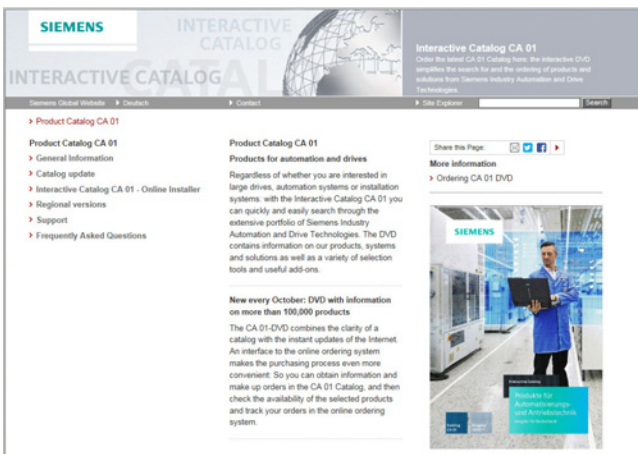 SIEMENS
INTERACTIVE
CATALOG
INTERACTIVE CATALOG
CATAL
Interactive Catalog CA 01
Order the latest CA 01 Catalog here: the interactive DVD
simplifies the search for and the ordering of products and
solutions from Siemens Industry Automation and Drive
Technologies.
Siemens Global Website
Deutsch
Contact
Site Explorer
Search
Product Catalog CA 01
Product Catalog CA 01
General Information
Catalog update
Interactive Catalog CA 01 - Online Installer
Regional versions
Support
Frequently Asked Questions
Product Catalog CA 01
Products for automation and drives
Regardless of whether you are interested in
large drives, automation systems or installation
systems: with the Interactive Catalog CA 01 you
can quickly and easily search through the
extensive portfolio of Siemens Industry
Automation and Drive Technologies. The DVD
contains information on our products, systems
and solutions as well as a variety of selection
tools and useful add-ons.
New every October: DVD with information
on more than 100,000 products
The CA 01-DVD combines the clarity of a
catalog with the instant updates of the Internet.
An interface to the online ordering system
makes the purchasing process even more
convenient: So you can obtain information and
make up orders in the CA 01 Catalog, and then
check the availability of the selected products
and track your orders in the online ordering
system.
Share this Page:
More information
Ordering CA 01 DVD
SIEMENS
Produkte für
Automatisierungs-
und Antriebstechnik